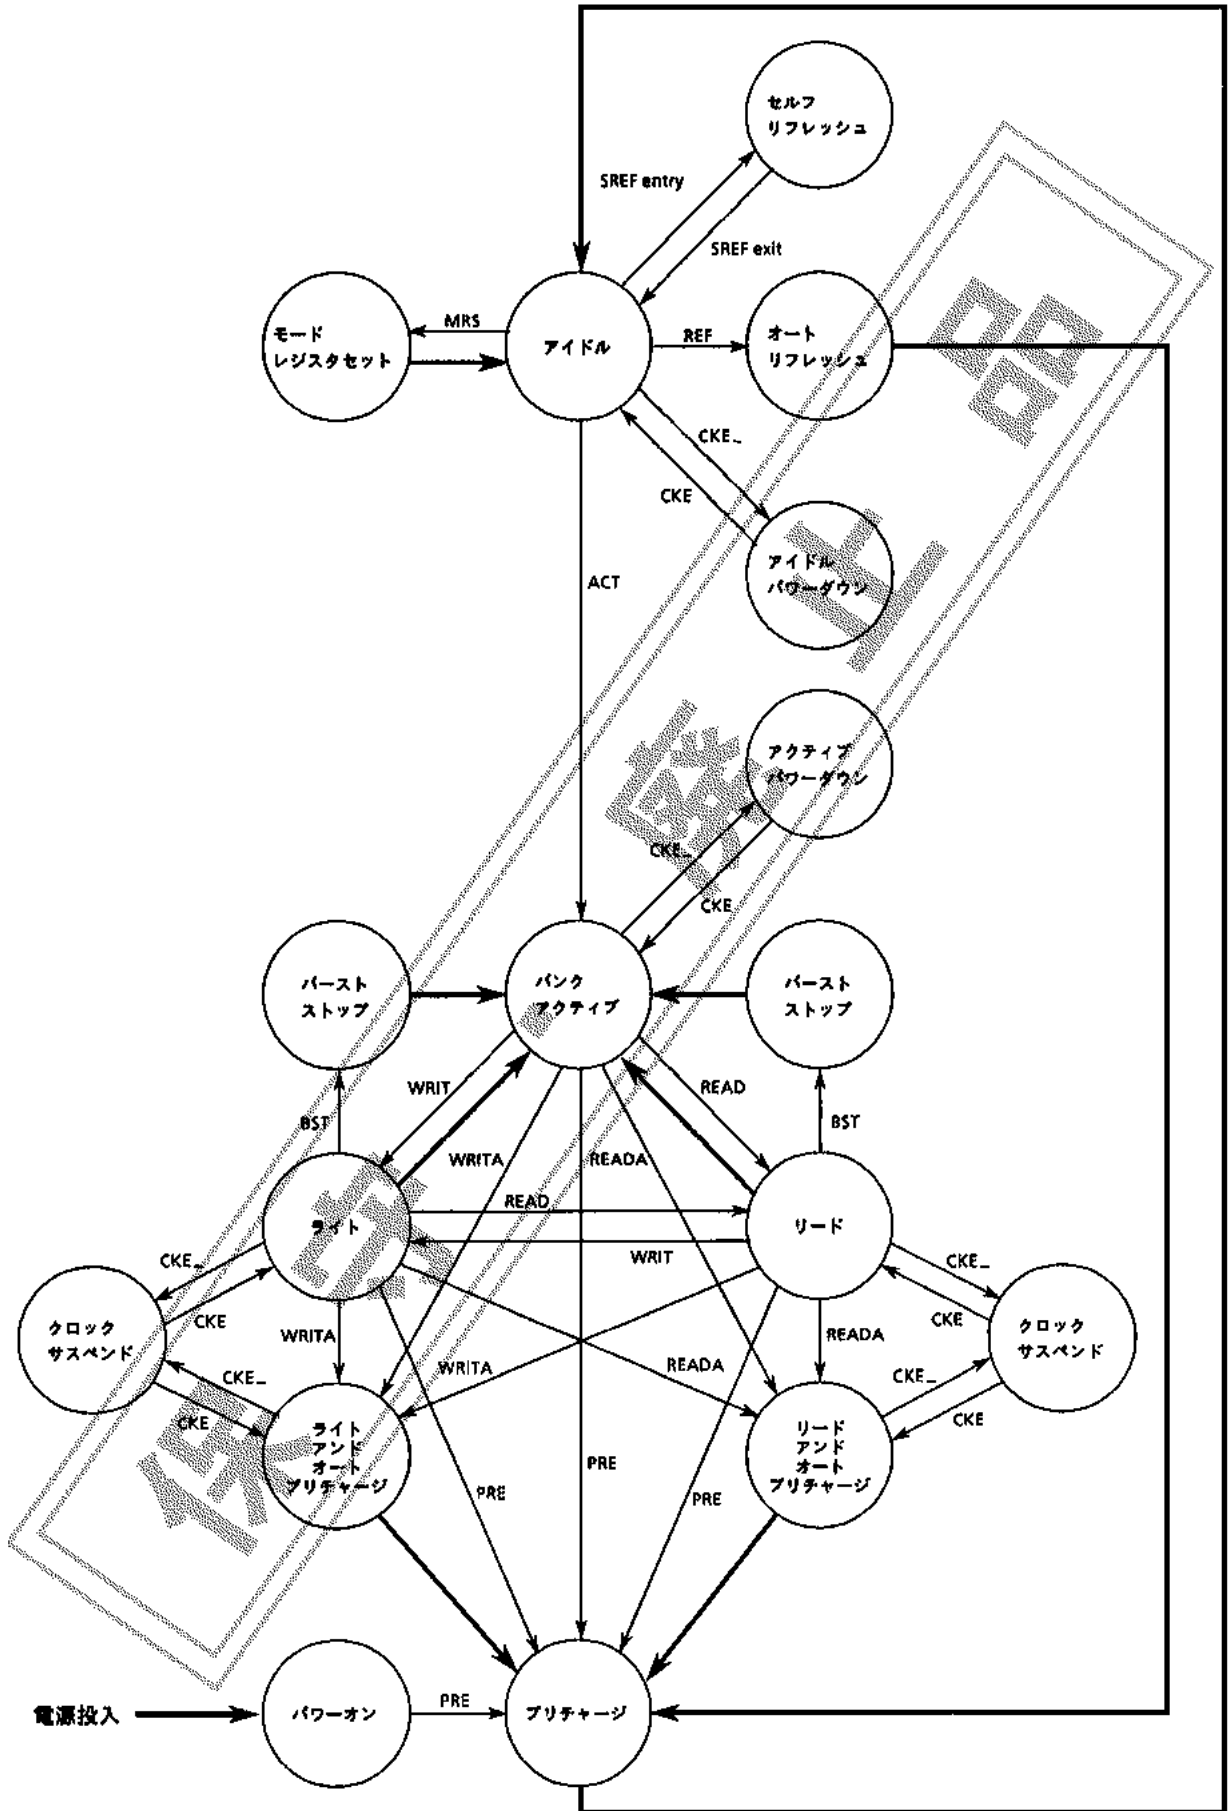 セルフ
リフレッシュ
SREF entry
SREF exit
モード
レジスタセット
MRS
アイドル
REF
オート
リフレッシュ
CKE_
CKE
アイドル
パワーダウン
ACT
アクティブ
パワーダウン
CKE_
CKE
バースト
ストップ
バンク
アクティブ
バースト
ストップ
WRIT
READ
BST
BST
WRITA
READA
ライト
READ
リード
WRIT
CKE_
CKE
CKE_
CKE
クロック
サスペンド
WRITA
READA
クロック
サスペンド
WRITA
READA
CKE_
CKE
CKE_
CKE
ライト
アンド
オート
プリチャージ
リード
アンド
オート
プリチャージ
PRE
PRE
PRE
電源投入
パワーオン
PRE
プリチャージ